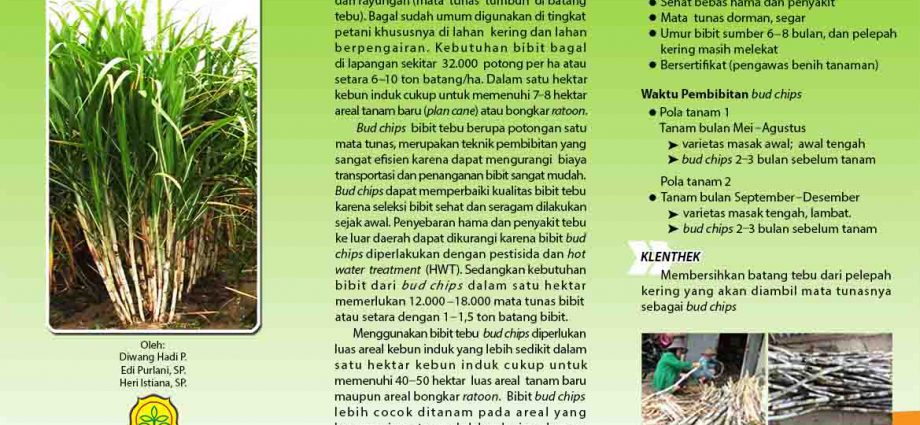 Oleh:
Diwang Hadi P.
Edi Purlani, SP.
Heri Istiana, SP.
dan rayungan (mata tunas tumbuh di batang
tebu). Bagal sudah umum digunakan di tingkat
petani khususnya di lahan kering dan lahan
berpengairan. Kebutuhan bibit bagal
di lapangan sekitar 32.000 potong per ha atau
setara 6–10 ton batang/ha. Dalam satu hektar
kebun induk cukup untuk memenuhi 7–8 hektar
areal tanam baru (plan cane) atau bongkar ratoon.
Bud chips bibit tebu berupa potongan satu
mata tunas, merupakan teknik pembibitan yang
sangat efisien karena dapat mengurangi biaya
transportasi dan penanganan bibit sangat mudah.
Bud chips dapat memperbaiki kualitas bibit tebu
karena seleksi bibit sehat dan seragam dilakukan
sejak awal. Penyebaran hama dan penyakit tebu
ke luar daerah dapat dikurangi karena bibit bud
chips diperlakukan dengan pestisida dan hot
water treatment (HWT). Sedangkan kebutuhan
bibit dari bud chips dalam satu hektar
memerlukan 12.000–18.000 mata tunas bibit
atau setara dengan 1–1,5 ton batang bibit.
Menggunakan bibit tebu bud chips diperlukan
luas areal kebun induk yang lebih sedikit dalam
satu hektar kebun induk cukup untuk
memenuhi 40–50 hektar luas areal tanam baru
maupun areal bongkar ratoon. Bibit bud chips
lebih cocok ditanam pada areal yang
● Sehat bebas hama dan penyakit
● Mata tunas dorman, segar
● Umur bibit sumber 6–8 bulan, dan pelepah
kering masih melekat
● Bersertifikat (pengawas benih tanaman)
Waktu Pembibitan bud chips
● Pola tanam 1
Tanam bulan Mei–Agustus
➤ varietas masak awal; awal tengah
➤ bud chips 2–3 bulan sebelum tanam
Pola tanam 2
● Tanam bulan September–Desember
➤ varietas masak tengah, lambat.
➤ bud chips 2–3 bulan sebelum tanam
KLENTHEK
Membersihkan batang tebu dari pelepah
kering yang akan diambil mata tunasnya
sebagai bud chips